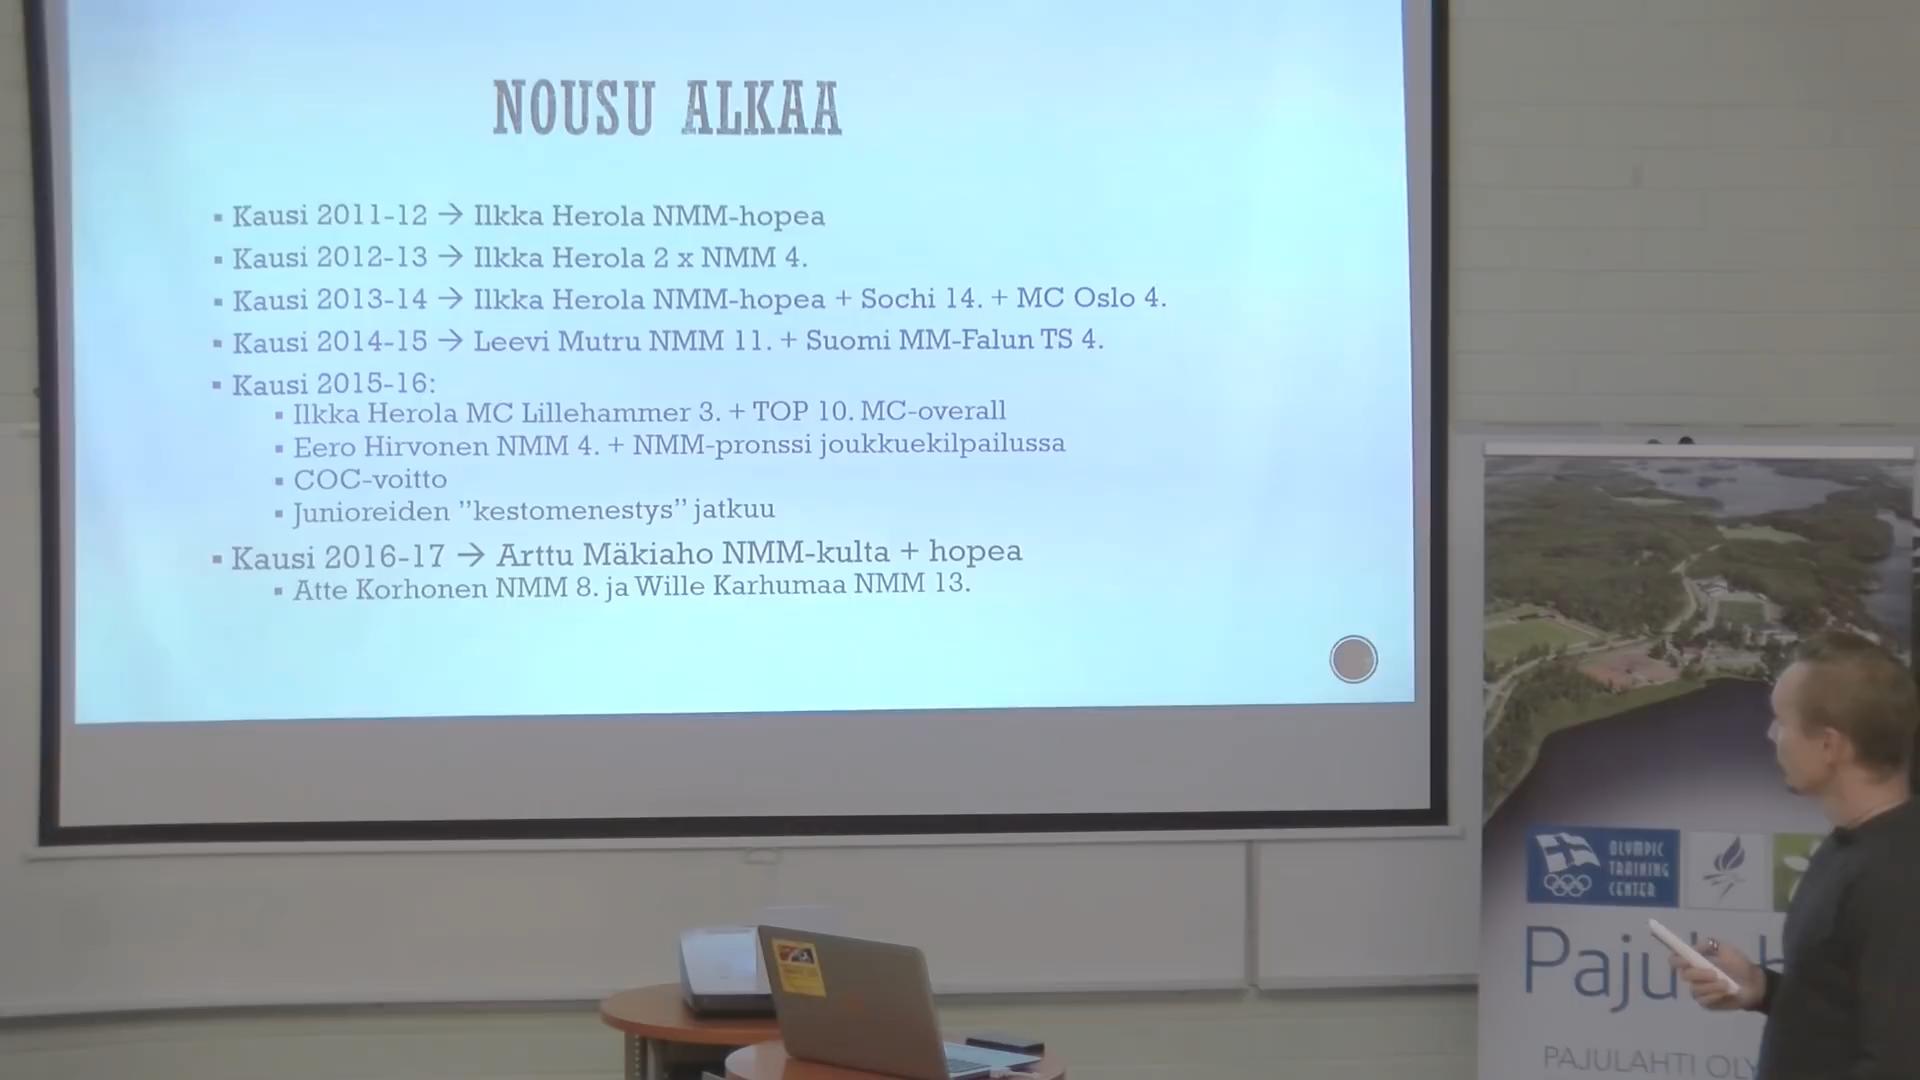 NOUSU ALKAA
▪ Kausi 2011-12 → Ilkka Herola NMM-hopea
▪ Kausi 2012-13 → Ilkka Herola 2 x NMM 4.
▪ Kausi 2013-14 → Ilkka Herola NMM-hopea + Sochi 14. + MC Oslo 4.
▪ Kausi 2014-15 → Leevi Mutru NMM 11. + Suomi MM-Falun TS 4.
▪ Kausi 2015-16:
▪ Ilkka Herola MC Lillehammer 3. + TOP 10. MC-overall
▪ Eero Hirvonen NMM 4. + NMM-pronssi joukkuekilpailussa
▪ COC-voitto
▪ Junioreiden ”kestomenestys” jatkuu
▪ Kausi 2016-17 → Arttu Mäkiaho NMM-kulta + hopea
▪ Atte Korhonen NMM 8. ja Wille Karhumaa NMM 13.
OLYMPIC
TRAINING
CENTER
Pajulah
PAJULAHTI OLY